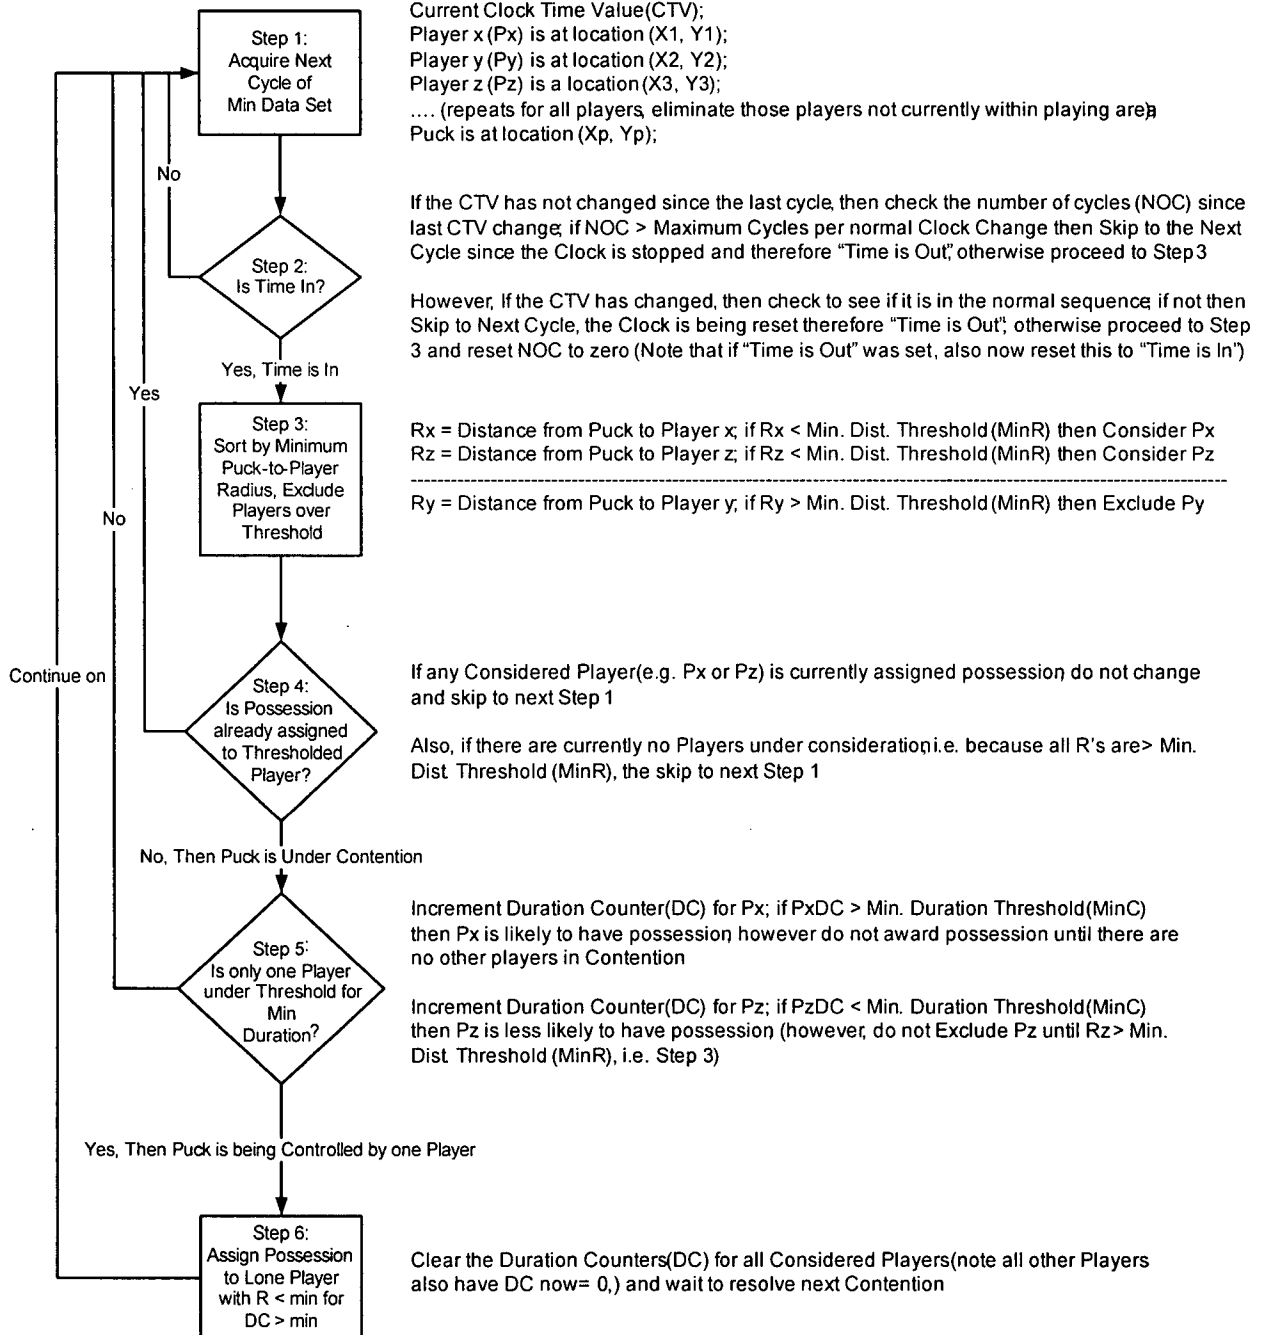 Current Clock Time Value(CTV);
Player x (Px) is at location (X1, Y1);
Player y (Py) is at location (X2, Y2);
Player z (Pz) is a location (X3, Y3);
.... (repeats for all players, eliminate those players not currently within playing area)
Puck is at location (Xp, Yp);
Step 1:
Acquire Next
Cycle of
Min Data Set
No
If the CTV has not changed since the last cycle, then check the number of cycles (NOC) since
last CTV change; if NOC > Maximum Cycles per normal Clock Change then Skip to the Next
Cycle since the Clock is stopped and therefore "Time is Out", otherwise proceed to Step 3
Step 2:
Is Time In?
However, If the CTV has changed, then check to see if it is in the normal sequence; if not then
Skip to Next Cycle, the Clock is being reset therefore "Time is Out"; otherwise proceed to Step
3 and reset NOC to zero (Note that if "Time is Out" was set, also now reset this to "Time is In")
Yes, Time is In
Yes
Step 3:
Sort by Minimum
Puck-to-Player
Radius, Exclude
Players over
Threshold
Rx = Distance from Puck to Player x; if Rx < Min. Dist. Threshold (MinR) then Consider Px
Rz = Distance from Puck to Player z; if Rz < Min. Dist. Threshold (MinR) then Consider Pz
Ry = Distance from Puck to Player y; if Ry > Min. Dist. Threshold (MinR) then Exclude Py
No
Continue on
Step 4:
Is Possession
already assigned
to Thresholded
Player?
If any Considered Player(e.g. Px or Pz) is currently assigned possession do not change
and skip to next Step 1
Also, if there are currently no Players under consideration, i.e. because all R's are > Min.
Dist. Threshold (MinR), the skip to next Step 1
No, Then Puck is Under Contention
Step 5:
Is only one Player
under Threshold for
Min
Duration?
Increment Duration Counter(DC) for Px; if PxDC > Min. Duration Threshold(MinC)
then Px is likely to have possession, however do not award possession until there are
no other players in Contention
Increment Duration Counter(DC) for Pz; if PzDC < Min. Duration Threshold(MinC)
then Pz is less likely to have possession (however, do not Exclude Pz until Rz > Min.
Dist. Threshold (MinR), i.e. Step 3)
Yes, Then Puck is being Controlled by one Player
Step 6:
Assign Possession
to Lone Player
with R < min for
DC > min
Clear the Duration Counters(DC) for all Considered Players(note all other Players
also have DC now= 0,) and wait to resolve next Contention